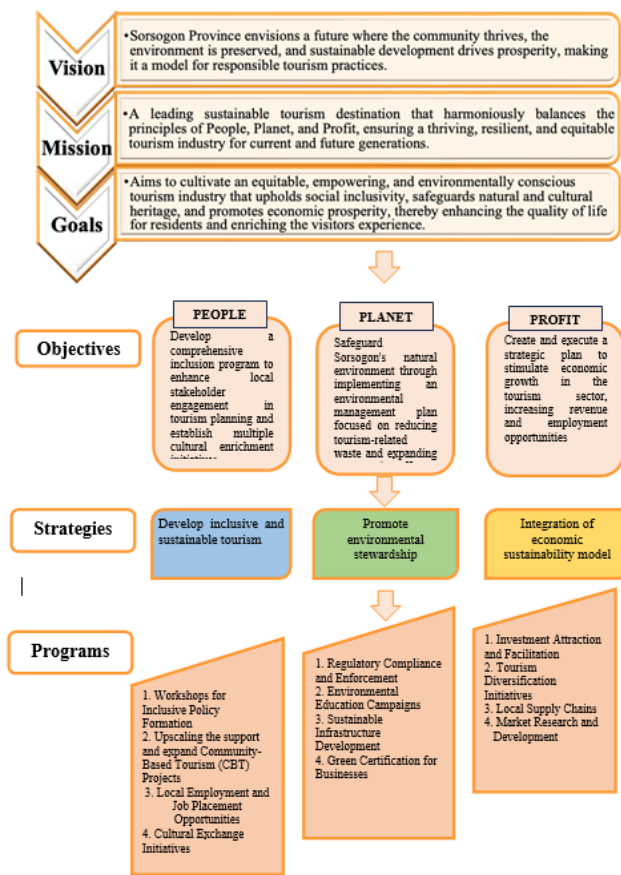 Vision
•Sorsogon Province envisions a future where the community thrives, the
environment is preserved, and sustainable development drives prosperity, making
it a model for responsible tourism practices.
Mission
•A leading sustainable tourism destination that harmoniously balances the
principles of People, Planet, and Profit, ensuring a thriving, resilient, and equitable
tourism industry for current and future generations.
Goals
•Aims to cultivate an equitable, empowering, and environmentally conscious
tourism industry that upholds social inclusivity, safeguards natural and cultural
heritage, and promotes economic prosperity, thereby enhancing the quality of life
for residents and enriching the visitors experience.
Objectives
PEOPLE
Develop a
comprehensive
inclusion program to
enhance local
stakeholder
engagement in
tourism planning and
establish multiple
cultural enrichment
PLANET
Safeguard
Sorsogon's natural
environment through
implementing an
environmental
management plan
focused on reducing
tourism-related
waste and expanding
PROFIT
Create and execute a
strategic plan to
stimulate economic
growth in the
tourism sector,
increasing revenue
and employment
opportunities
Strategies
Develop inclusive and
sustainable tourism
Promote
environmental
stewardship
Integration of
economic
sustainability model
Programs
1. Workshops for
Inclusive Policy
Formation
2. Upscaling the support
and expand Community-
Based Tourism (CBT)
Projects
3. Local Employment and
Job Placement
Opportunities
4. Cultural Exchange
Initiatives
1. Regulatory Compliance
and Enforcement
2. Environmental
Education Campaigns
3. Sustainable
Infrastructure
Development
4. Green Certification for
Businesses
1. Investment Attraction
and Facilitation
2. Tourism
Diversification
Initiatives
3. Local Supply Chains
4. Market Research and
Development